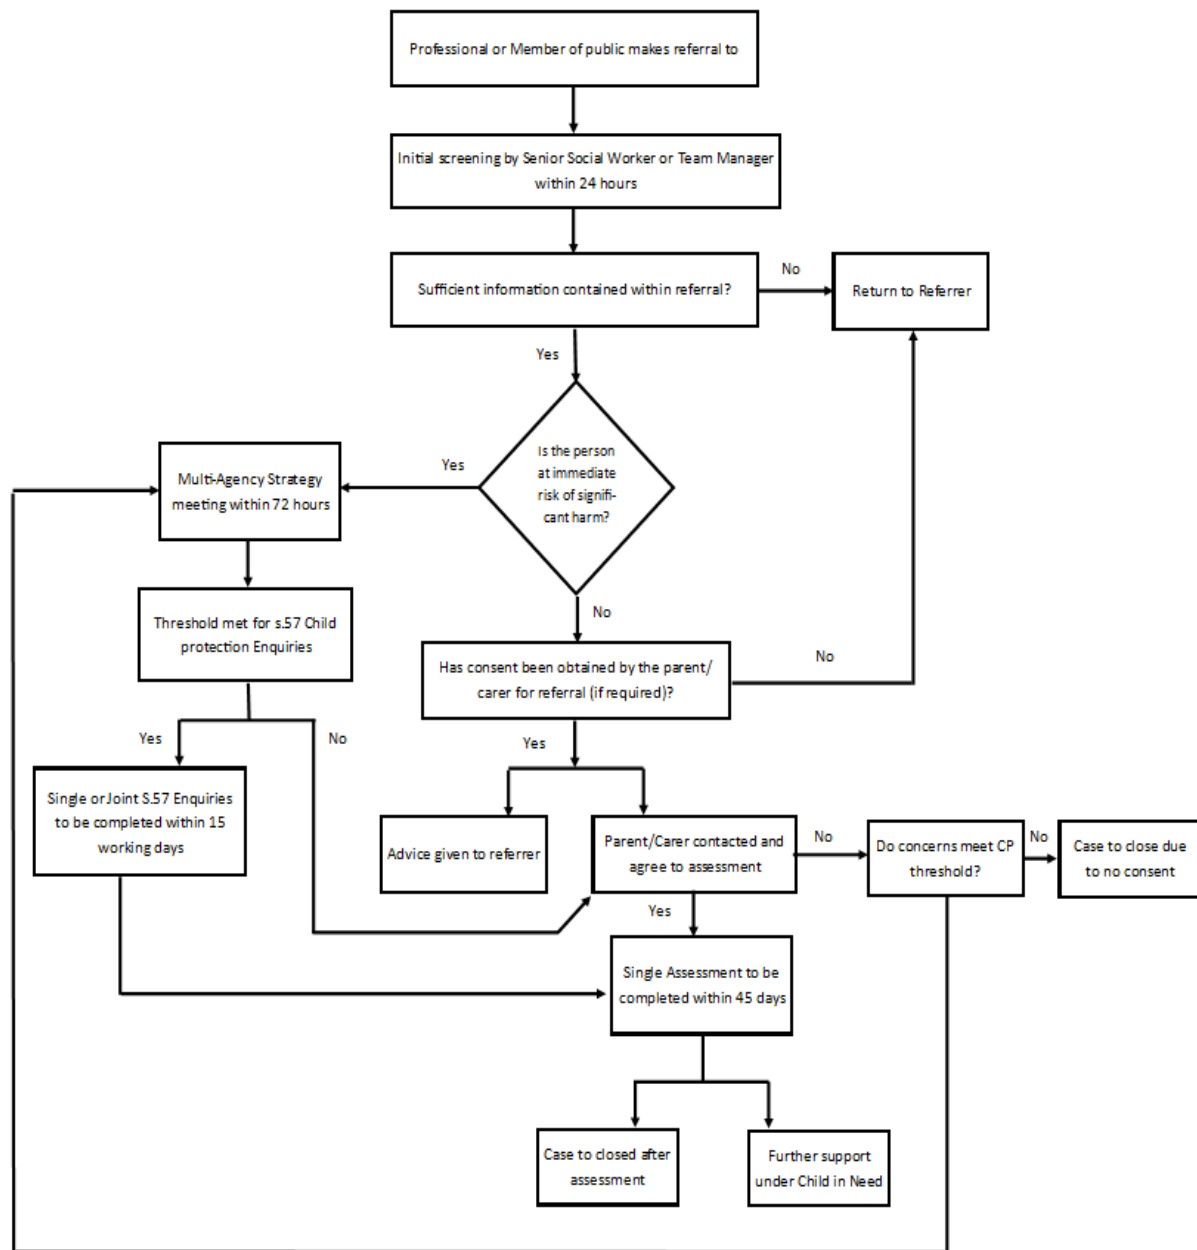 Professional or Member of public makes referral to
Initial screening by Senior Social Worker or Team Manager
within 24 hours
Sufficient information contained within referral?
No
Return to Referrer
Yes
Is the person
at immediate
risk of signifi-
cant harm?
Yes
Multi-Agency Strategy
meeting within 72 hours
No
Threshold met for s.57 Child
protection Enquiries
Has consent been obtained by the parent/
carer for referral (if required)?
No
Yes
No
Yes
Single or Joint S.57 Enquiries
to be completed within 15
working days
Advice given to referrer
Parent/Carer contacted and
agree to assessment
No
Do concerns meet CP
threshold?
No
Case to close due
to no consent
Yes
Single Assessment to be
completed within 45 days
Case to closed after
assessment
Further support
under Child in Need